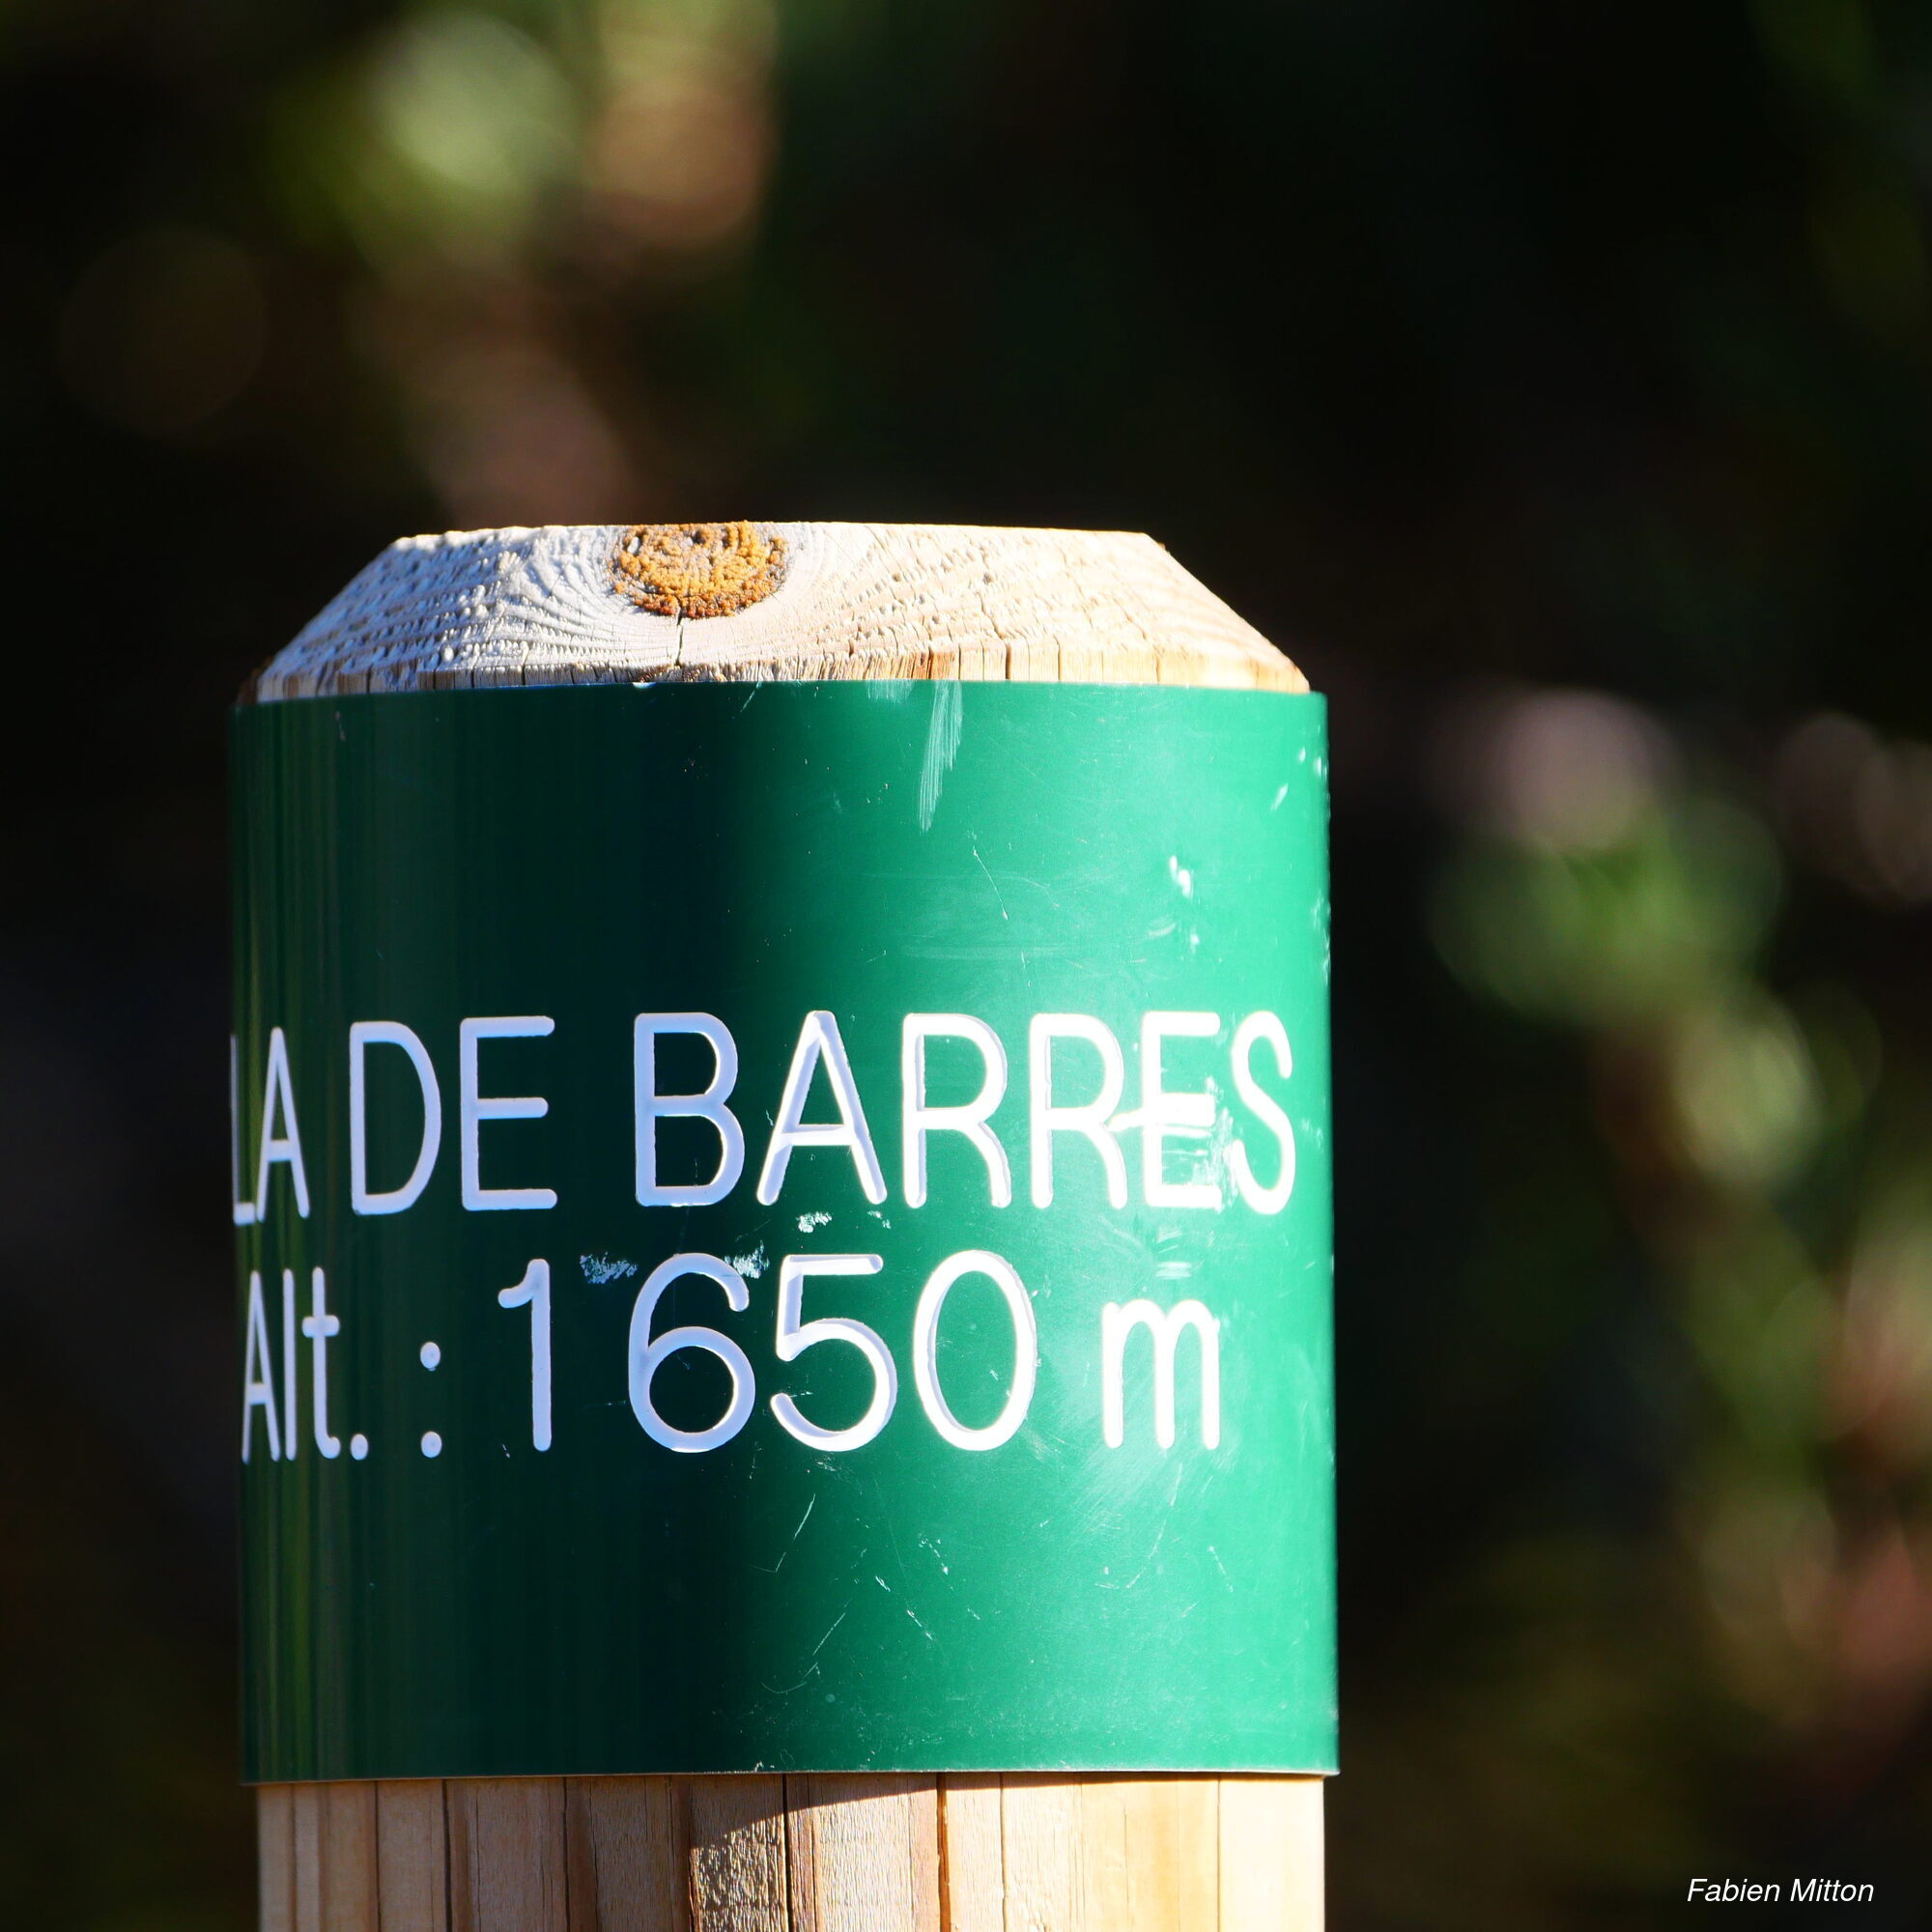 LA DE BARRES
Alt. : 1650 m
Fabien Mitton